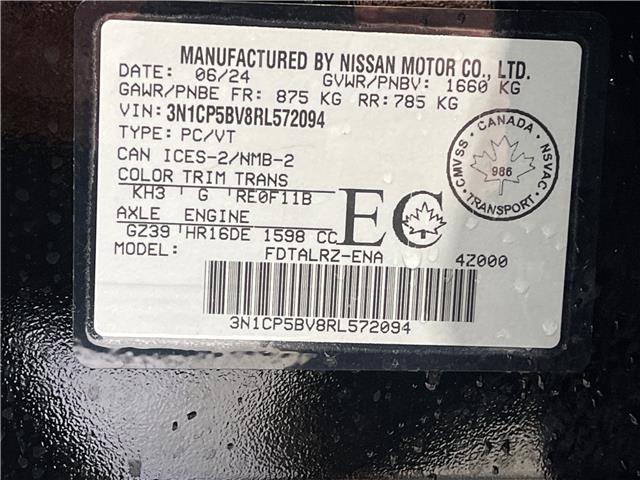 MANUFACTURED BY NISSAN MOTOR CO., LTD.
DATE: 06/24 GVWR/PNBV: 1660 KG
GAWR/PNBE FR: 875 KG RR: 785 KG
VIN: 3N1CP5BV8RL572094
TYPE: PC/VT
CAN ICES-2/NMB-2
COLOR TRIM TRANS
KH3 G RE0F11B
AXLE ENGINE
GZ39 HR16DE 1598 CC
EC
MODEL: FDTALRZ-ENA 4Z000
3N1CP5BV8RL572094
CANADA
CMVSS NSVAC
986
TRANSPORT